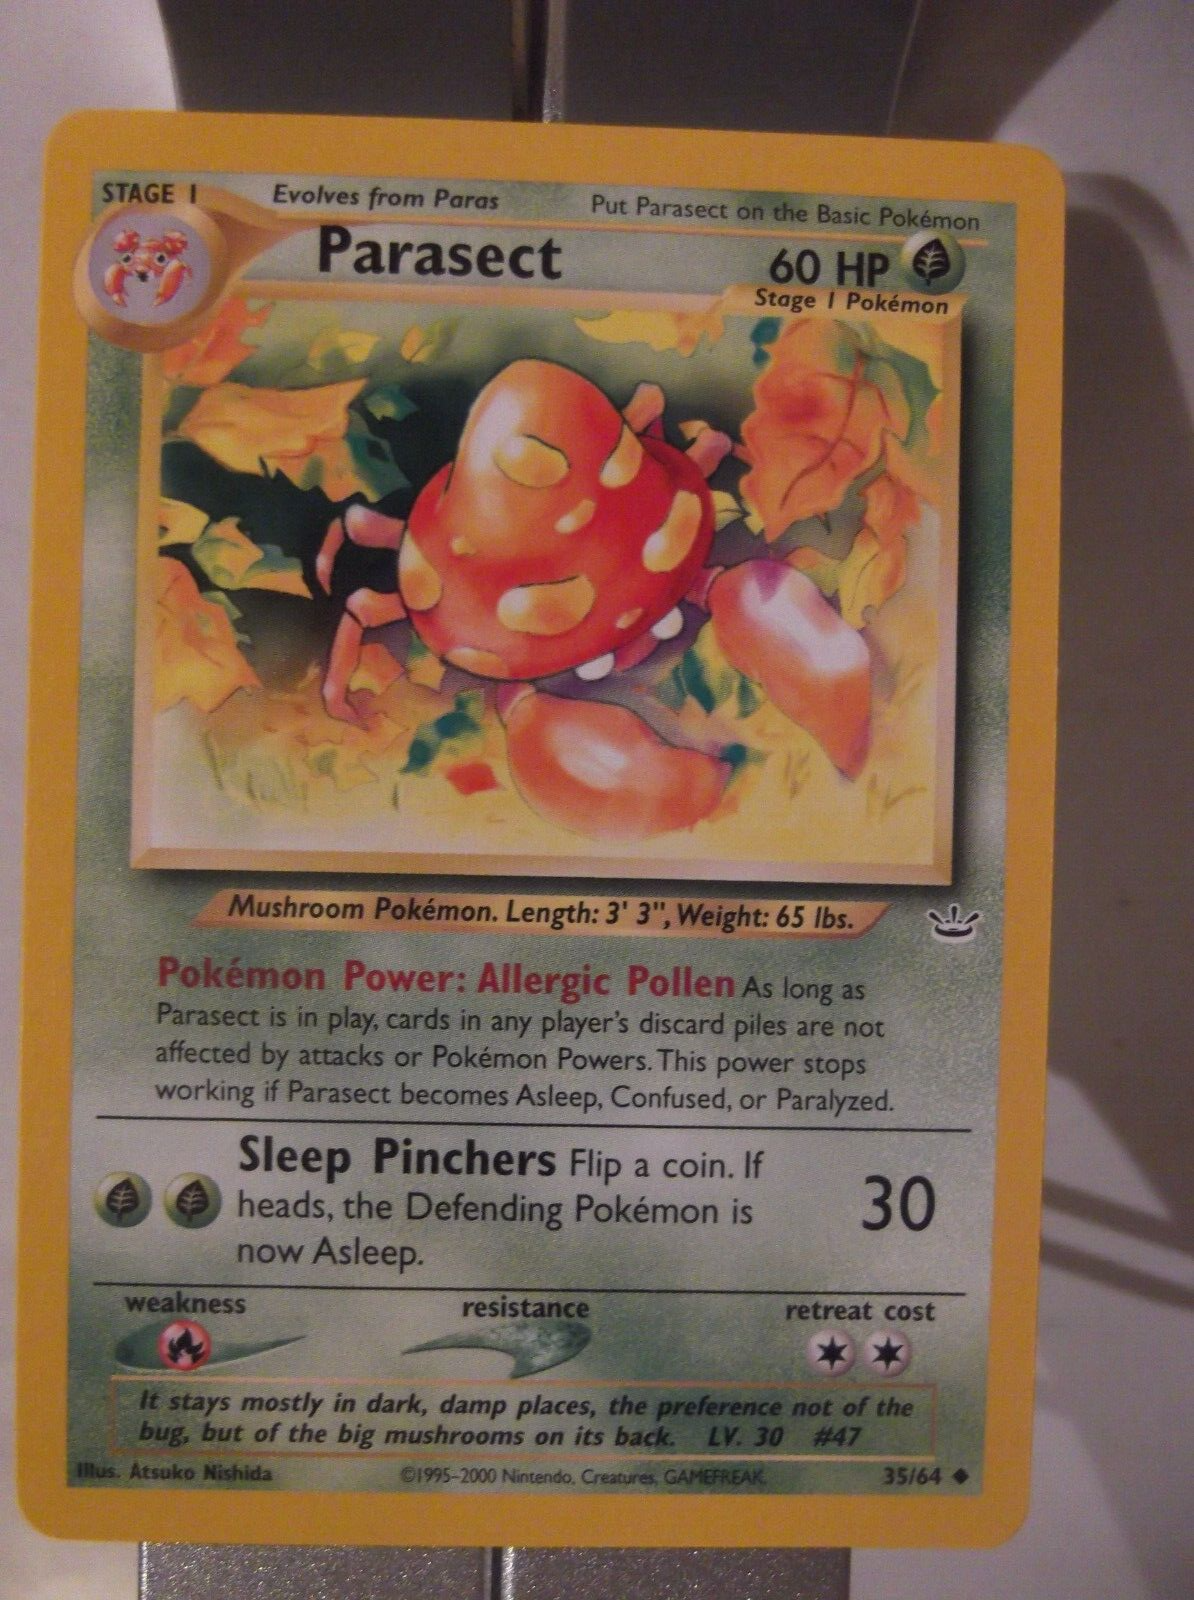 STAGE 1 Evolves from Paras Put Parasect on the Basic Pokémon
Parasect 60 HP
Stage 1 Pokémon
Mushroom Pokémon. Length: 3' 3", Weight: 65 lbs.
Pokémon Power: Allergic Pollen As long as
Parasect is in play, cards in any player's discard piles are not
affected by attacks or Pokémon Powers. This power stops
working if Parasect becomes Asleep, Confused, or Paralyzed.
Sleep Pinchers Flip a coin. If
heads, the Defending Pokémon is
now Asleep.
30
weakness resistance retreat cost
It stays mostly in dark, damp places, the preference not of the
bug, but of the big mushrooms on its back. LV. 30 #47
Illus. Atsuko Nishida ©1995–2000 Nintendo, Creatures, GAMEFREAK. 35/64